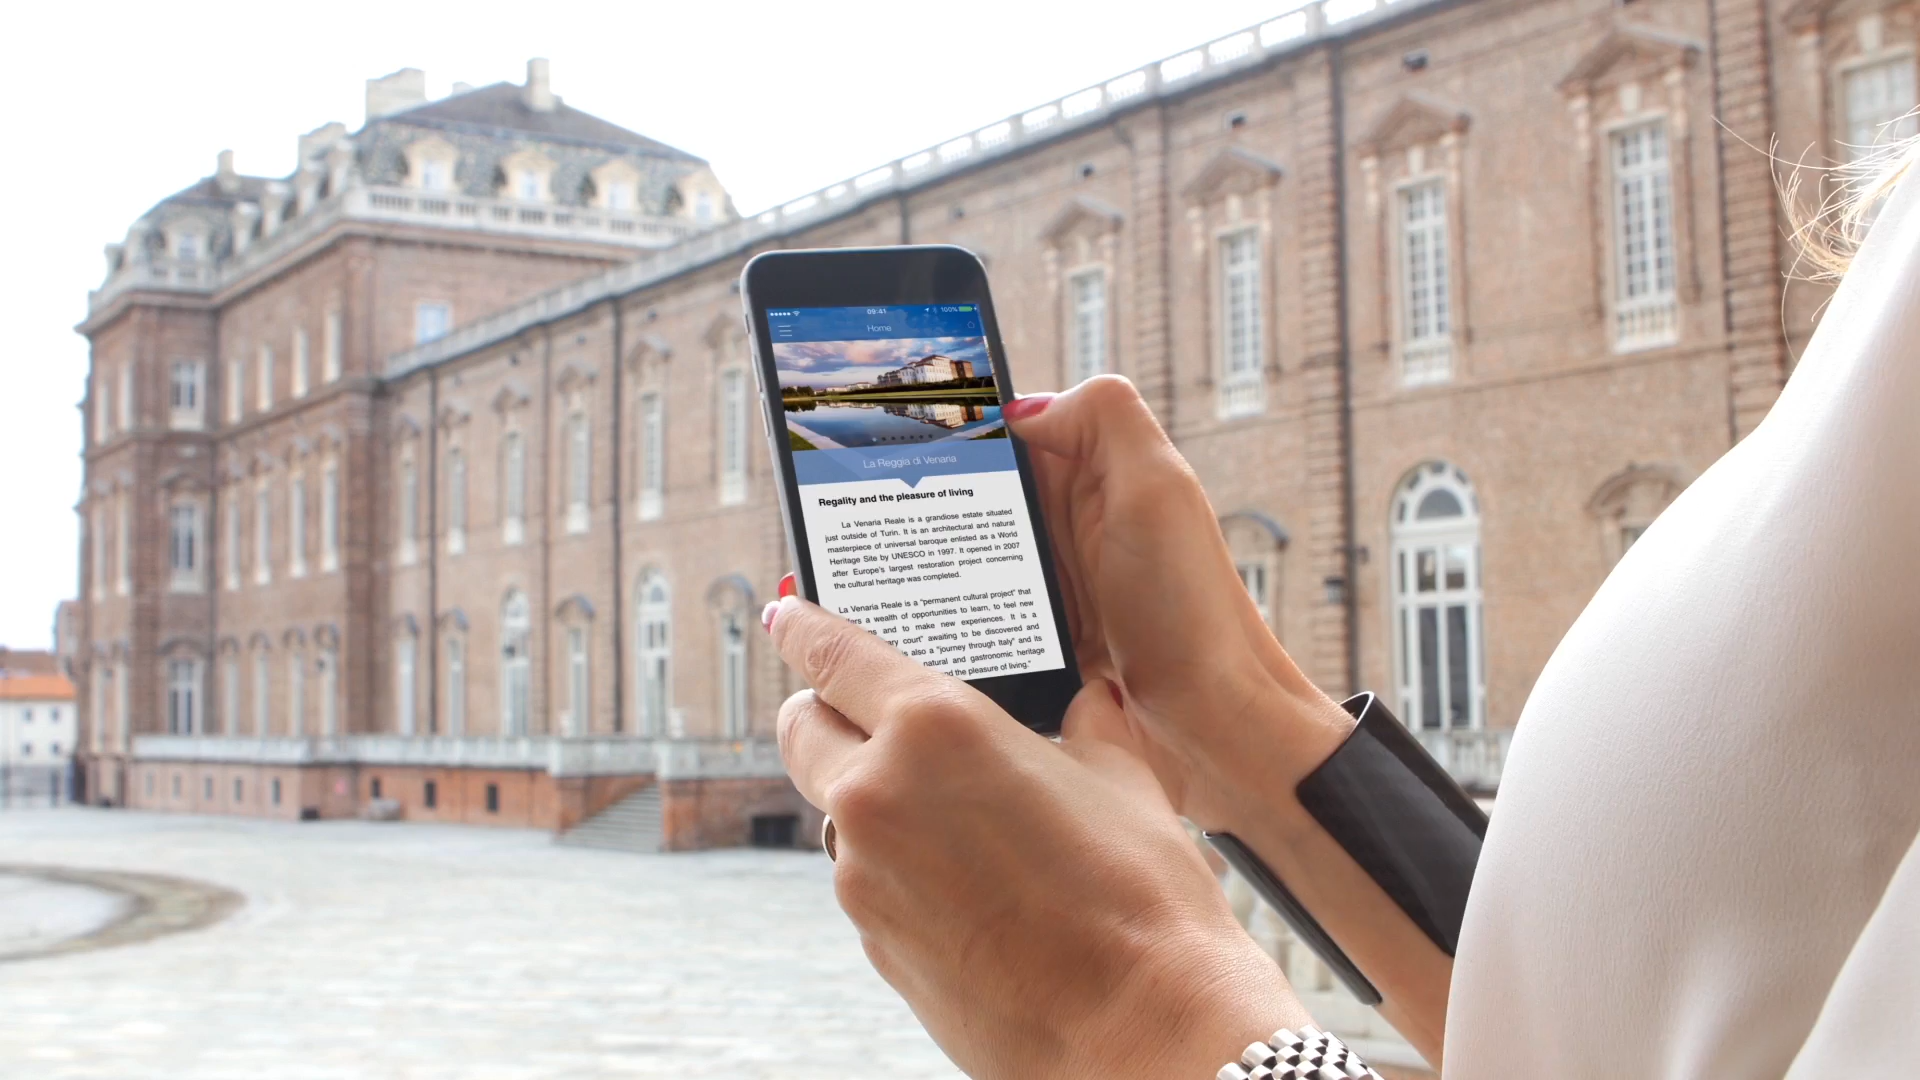 09:41
100%
Home
La Reggia di Venaria
Regality and the pleasure of living
La Venaria Reale is a grandiose estate situated
just outside of Turin. It is an architectural and natural
masterpiece of universal baroque enlisted as a World
Heritage Site by UNESCO in 1997. It opened in 2007
after Europe's largest restoration project concerning
the cultural heritage was completed.
La Venaria Reale is a "permanent cultural project" that
a wealth of opportunities to learn, to feel new
and to make new experiences. It is a
court" awaiting to be discovered and
is also a "journey through Italy" and its
natural and gastronomic heritage
the pleasure of living."